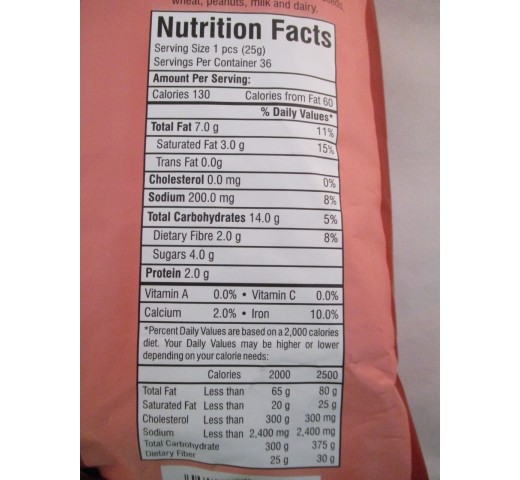 wheat, peanuts, milk and dairy.
Nutrition Facts
Serving Size 1 pcs (25g)
Servings Per Container 36
Amount Per Serving:
Calories 130 Calories from Fat 60
% Daily Values*
Total Fat 7.0 g 11%
Saturated Fat 3.0 g 15%
Trans Fat 0.0g
Cholesterol 0.0 mg 0%
Sodium 200.0 mg 8%
Total Carbohydrates 14.0 g 5%
Dietary Fibre 2.0 g 8%
Sugars 4.0 g
Protein 2.0 g
Vitamin A 0.0% • Vitamin C 0.0%
Calcium 2.0% • Iron 10.0%
*Percent Daily Values are based on a 2,000 calories
diet. Your Daily Values may be higher or lower
depending on your calorie needs:
Calories 2000 2500
Total Fat Less than 65 g 80 g
Saturated Fat Less than 20 g 25 g
Cholesterol Less than 300 g 300 mg
Sodium Less than 2,400 mg 2,400 mg
Total Carbohydrate 300 g 375 g
Dietary Fiber 25 g 30 g